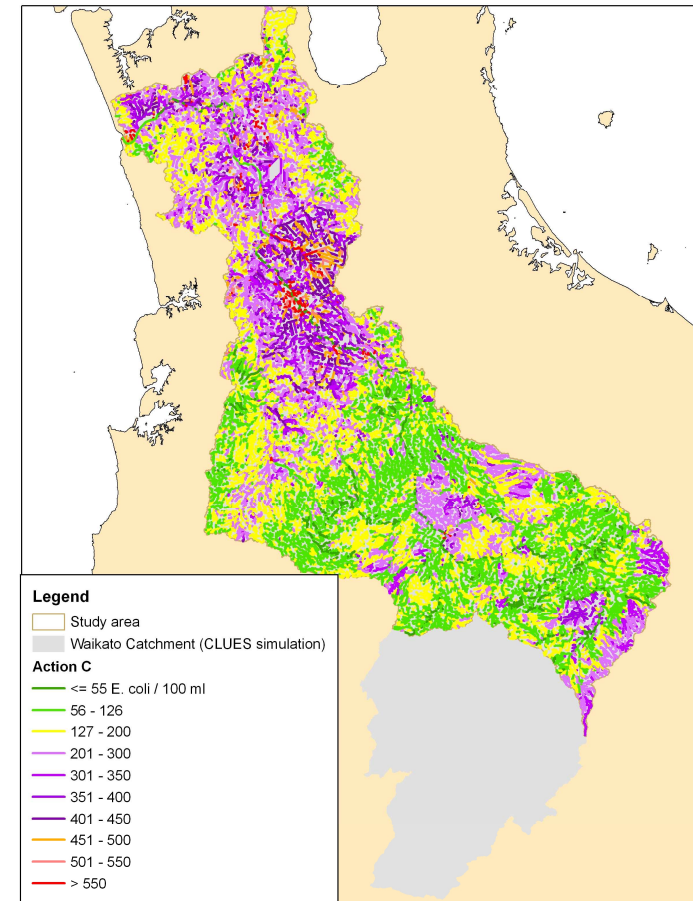 Legend
Study area
Waikato Catchment (CLUES simulation)
Action C
<= 55 E. coli / 100 ml
56 - 126
127 - 200
201 - 300
301 - 350
351 - 400
401 - 450
451 - 500
501 - 550
> 550